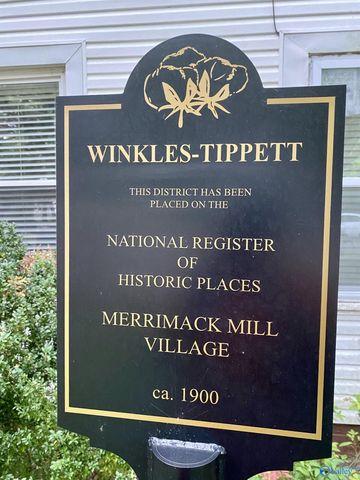 WINKLES-TIPPETT
THIS DISTRICT HAS BEEN
PLACED ON THE
NATIONAL REGISTER
OF
HISTORIC PLACES
MERRIMACK MILL
VILLAGE
ca. 1900